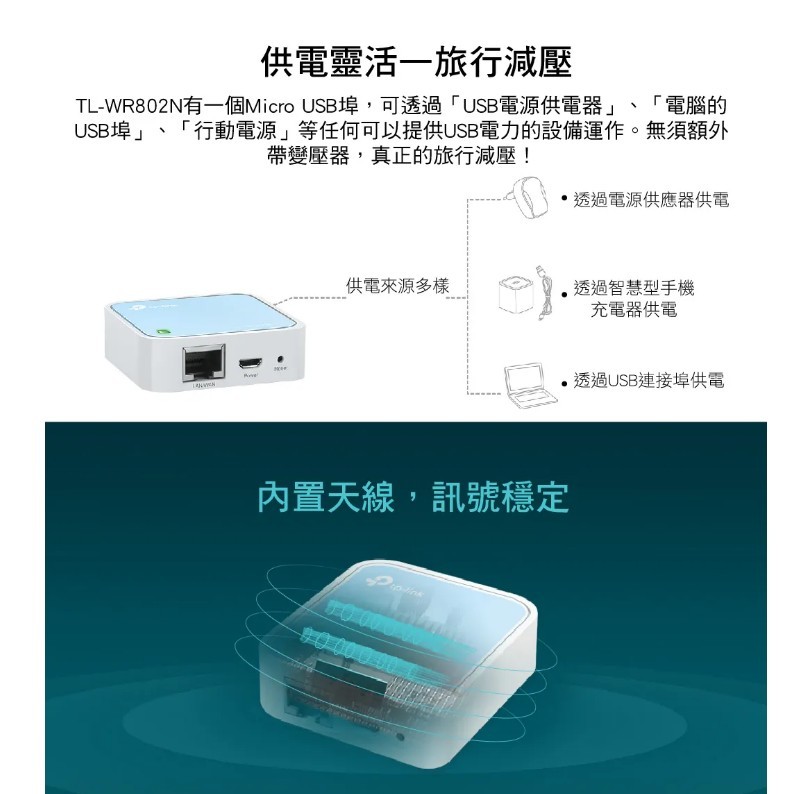 供電靈活—旅行減壓
TL-WR802N有一個Micro USB埠，可透過「USB電源供電器」、「電腦的
USB埠」、「行動電源」等任何可以提供USB電力的設備運作。無須額外
帶變壓器，真正的旅行減壓！
• 透過電源供應器供電
供電來源多樣
• 透過智慧型手機
充電器供電
• 透過USB連接埠供電
LAN/WAN
Power
Reset
內置天線，訊號穩定
tp-link